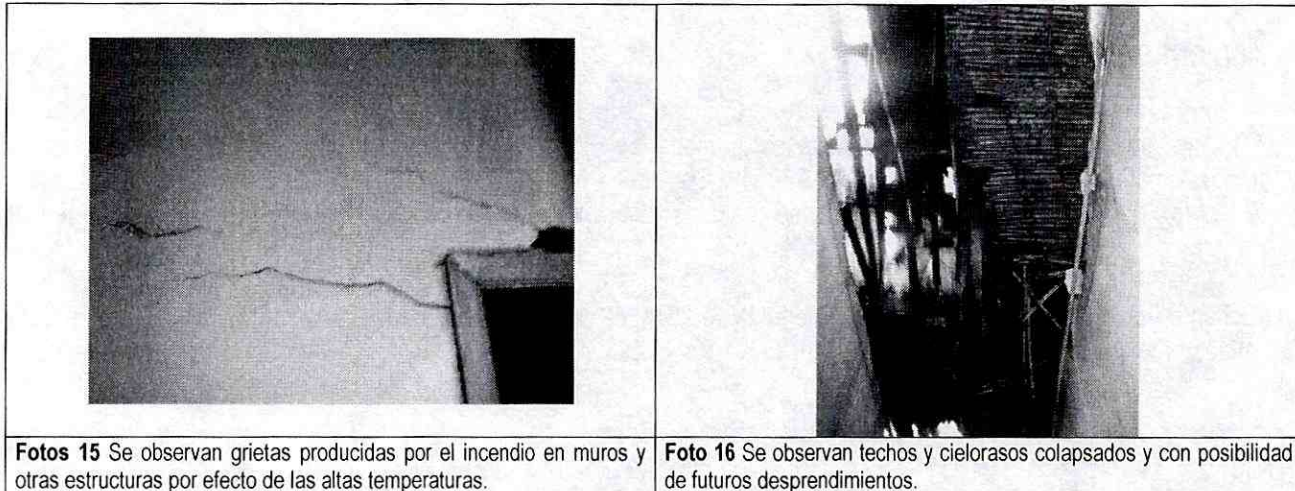 Fotos 15 Se observan grietas producidas por el incendio en muros y
otras estructuras por efecto de las altas temperaturas.
Foto 16 Se observan techos y cielorasos colapsados y con posibilidad
de futuros desprendimientos.